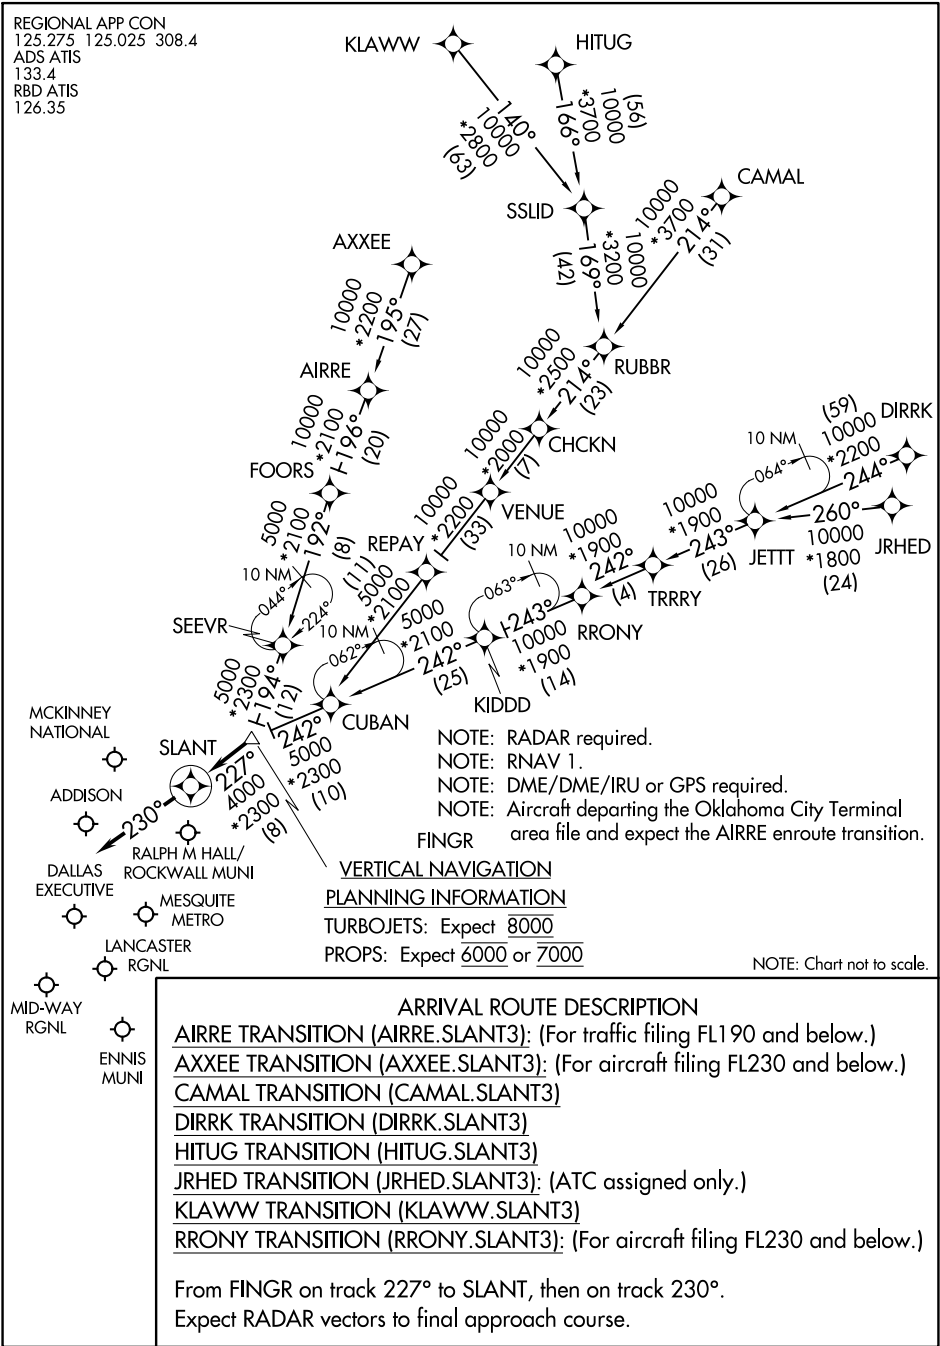 REGIONAL APP CON
125.275 125.025 308.4
ADS ATIS
133.4
RBD ATIS
126.35
KLAWW
140°
10000
*2800
(63)
HITUG
(56)
10000
*3700
166°
CAMAL
10000
*3700
214°
(31)
SSLID
10000
*3200
169°
(42)
AXXEE
10000
*2200
195°
(27)
RUBBR
10000
*2500
214°
(23)
AIRRE
10000
*2100
196°
(20)
CHCKN
10000
*2000
(7)
DIRRK
(59)
10000
*2200
244°
10 NM
064°
FOORS
5000
*2100
192°
(8)
VENUE
10000
*2200
(33)
JRHED
260°
10000
*1800
(24)
JETTT
10000
*1900
243°
(26)
REPAY
(11)
5000
*2100
TRRRY
10000
*1900
242°
(4)
10 NM
063°
RRONY
243°
10000
*1900
(14)
10 NM
044°
224°
SEEVR
10 NM
062°
5000
*2100
242°
(25)
KIDDD
5000
*2300
194°
(12)
CUBAN
242°
5000
*2300
(10)
MCKINNEY
NATIONAL
SLANT
227°
4000
*2300
(8)
230°
ADDISON
RALPH M HALL/
ROCKWALL MUNI
DALLAS
EXECUTIVE
MESQUITE
METRO
LANCASTER
RGNL
MID-WAY
RGNL
ENNIS
MUNI
NOTE: RADAR required.
NOTE: RNAV 1.
NOTE: DME/DME/IRU or GPS required.
NOTE: Aircraft departing the Oklahoma City Terminal
area file and expect the AIRRE enroute transition.
FINGR
VERTICAL NAVIGATION
PLANNING INFORMATION
TURBOJETS: Expect 8000
PROPS: Expect 6000 or 7000
NOTE: Chart not to scale.
ARRIVAL ROUTE DESCRIPTION
AIRRE TRANSITION (AIRRE.SLANT3): (For traffic filing FL190 and below.)
AXXEE TRANSITION (AXXEE.SLANT3): (For aircraft filing FL230 and below.)
CAMAL TRANSITION (CAMAL.SLANT3)
DIRRK TRANSITION (DIRRK.SLANT3)
HITUG TRANSITION (HITUG.SLANT3)
JRHED TRANSITION (JRHED.SLANT3): (ATC assigned only.)
KLAWW TRANSITION (KLAWW.SLANT3)
RRONY TRANSITION (RRONY.SLANT3): (For aircraft filing FL230 and below.)
From FINGR on track 227° to SLANT, then on track 230°.
Expect RADAR vectors to final approach course.